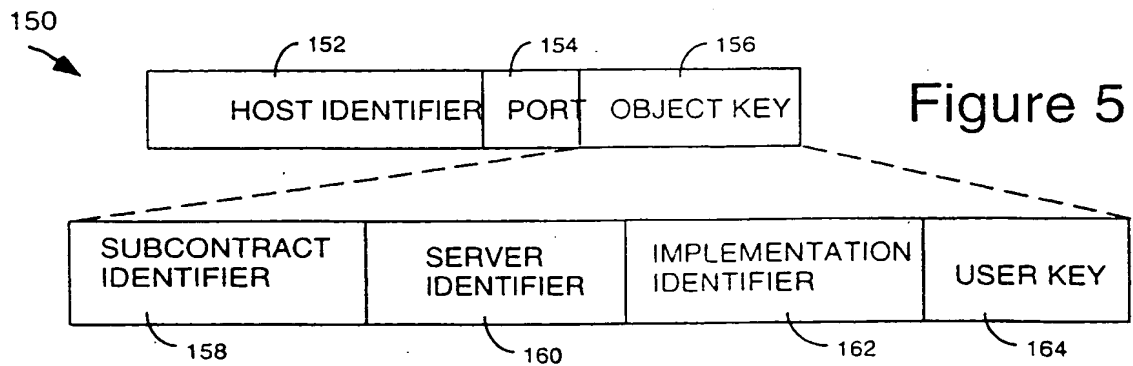 150
152
154
156
HOST IDENTIFIER
PORT
OBJECT KEY
Figure 5
SUBCONTRACT
IDENTIFIER
SERVER
IDENTIFIER
IMPLEMENTATION
IDENTIFIER
USER KEY
158
160
162
164